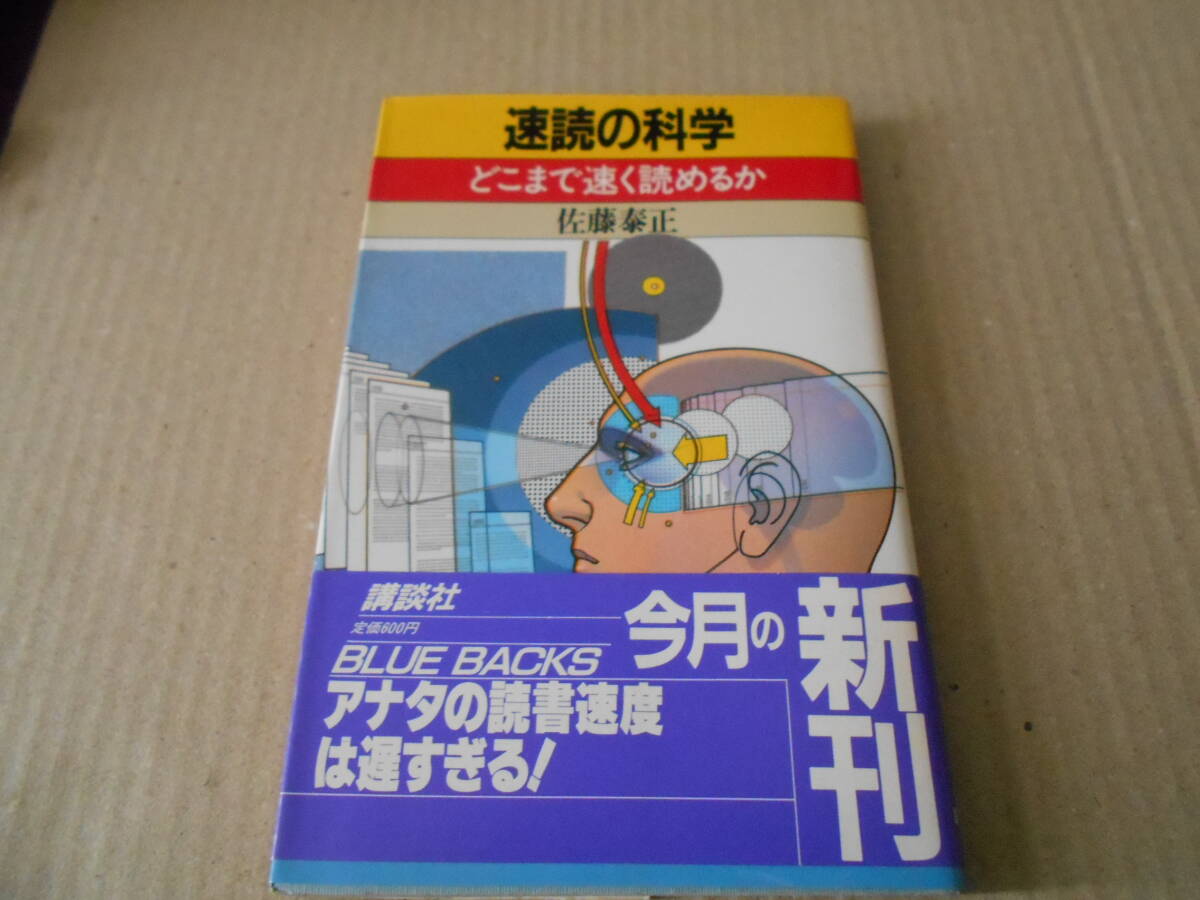 速読の科学
どこまで速く読めるか
佐藤泰正
講談社
定価600円
BLUE BACKS
今月の
新刊
アナタの読書速度
は遅すぎる!